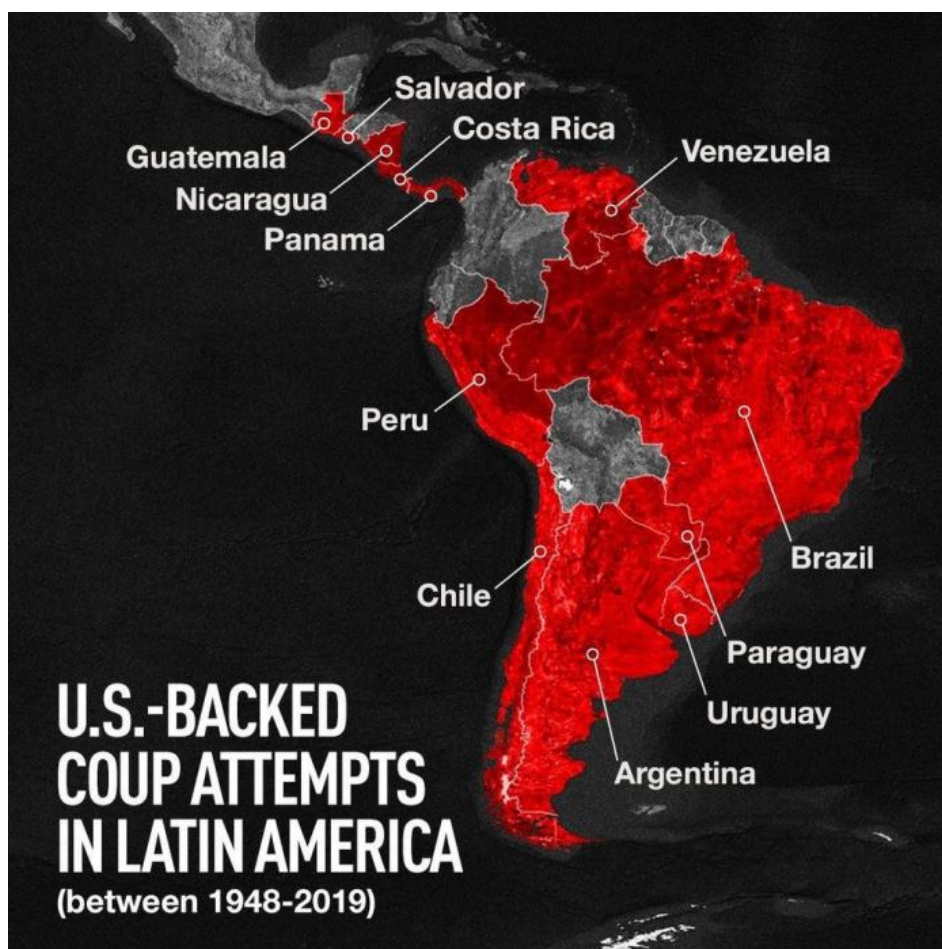 Salvador
Costa Rica
Guatemala
Venezuela
Nicaragua
Panama
Peru
Brazil
Chile
Paraguay
Uruguay
Argentina
U.S.-BACKED
COUP ATTEMPTS
IN LATIN AMERICA
(between 1948-2019)